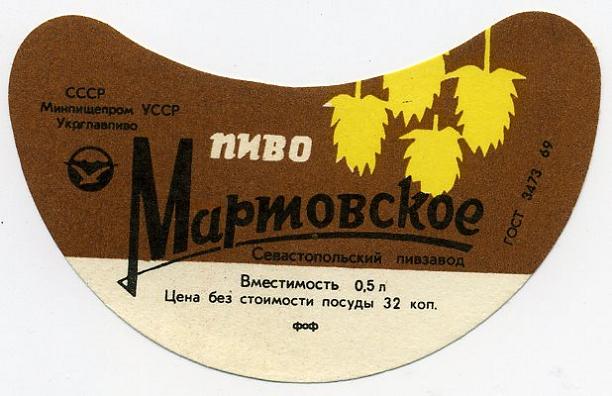 СССР
Минпищепром УССР
Укрглавпиво
пиво
Мартовское
Севастопольский пивзавод
ГОСТ 3473 69
Вместимость 0,5 л
Цена без стоимости посуды 32 коп.
фоф